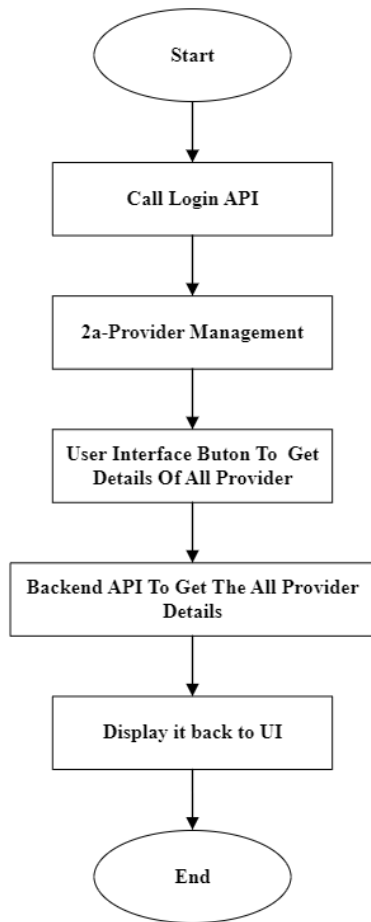 Start
Call Login API
2a-Provider Management
User Interface Buton To Get
Details Of All Provider
Backend API To Get The All Provider
Details
Display it back to UI
End